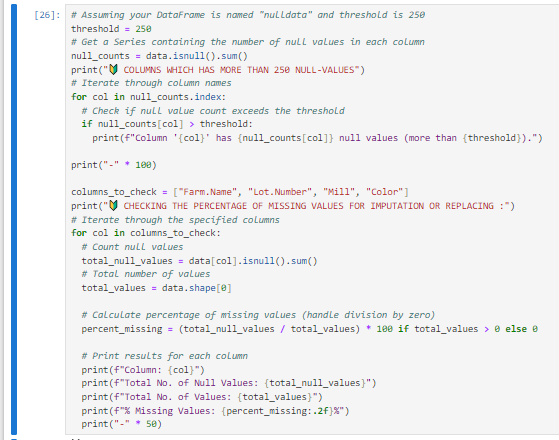 [26]: # Assuming your DataFrame is named "nulldata" and threshold is 250
threshold = 250
# Get a Series containing the number of null values in each column
null_counts = data.isnull().sum()
print("🔰 COLUMNS WHICH HAS MORE THAN 250 NULL-VALUES")
# Iterate through column names
for col in null_counts.index:
    # Check if null value count exceeds the threshold
    if null_counts[col] > threshold:
        print(f"Column '{col}' has {null_counts[col]} null values (more than {threshold}).")

print("-" * 100)

columns_to_check = ["Farm.Name", "Lot.Number", "Mill", "Color"]
print("🔰 CHECKING THE PERCENTAGE OF MISSING VALUES FOR IMPUTATION OR REPLACING :")
# Iterate through the specified columns
for col in columns_to_check:
    # Count null values
    total_null_values = data[col].isnull().sum()
    # Total number of values
    total_values = data.shape[0]

    # Calculate percentage of missing values (handle division by zero)
    percent_missing = (total_null_values / total_values) * 100 if total_values > 0 else 0

    # Print results for each column
    print(f"Column: {col}")
    print(f"Total No. of Null Values: {total_null_values}")
    print(f"Total No. of Values: {total_values}")
    print(f"% Missing Values: {percent_missing:.2f}%")
    print("-" * 50)